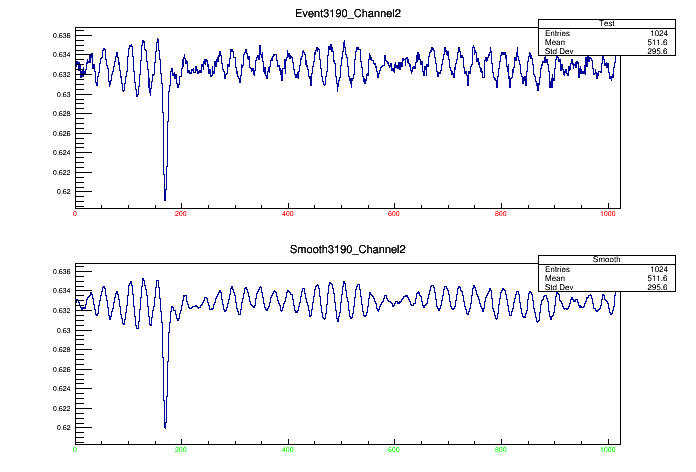 Event3190_Channel2
Test
Entries 1024
Mean 511.6
Std Dev 295.6
0.636
0.634
0.632
0.63
0.628
0.626
0.624
0.622
0.62
0 200 400 600 800 1000
Smooth3190_Channel2
Smooth
Entries 1024
Mean 511.6
Std Dev 295.6
0.636
0.634
0.632
0.63
0.628
0.626
0.624
0.622
0.62
0 200 400 600 800 1000